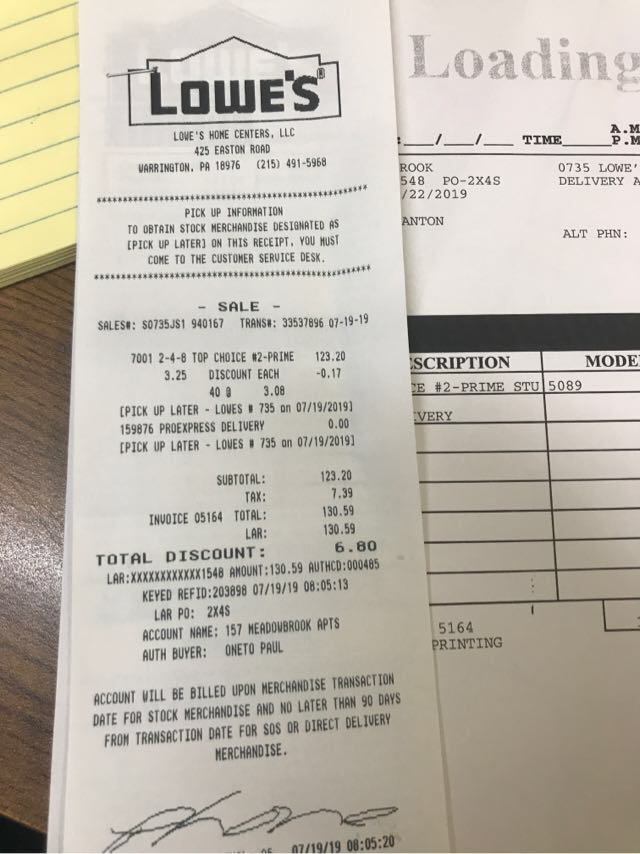 LOWE'S®
LOWE'S HOME CENTERS, LLC
425 EASTON ROAD
WARRINGTON, PA 18976 (215) 491-5968
****************************************
PICK UP INFORMATION
TO OBTAIN STOCK MERCHANDISE DESIGNATED AS
[PICK UP LATER] ON THIS RECEIPT, YOU MUST
COME TO THE CUSTOMER SERVICE DESK.
****************************************
- SALE -
SALES#: S0735JS1 940167 TRANS#: 33537896 07-19-19
7001 2-4-8 TOP CHOICE #2-PRIME 123.20
3.25 DISCOUNT EACH -0.17
40 @ 3.08
[PICK UP LATER - LOWES # 735 on 07/19/2019]
159876 PROEXPRESS DELIVERY 0.00
[PICK UP LATER - LOWES # 735 on 07/19/2019]
SUBTOTAL: 123.20
TAX: 7.39
INVOICE 05164 TOTAL: 130.59
LAR: 130.59
TOTAL DISCOUNT: 6.80
LAR:XXXXXXXXXXXX1548 AMOUNT:130.59 AUTHCD:000485
KEYED REFID:203898 07/19/19 08:05:13
LAR PO: 2X4S
ACCOUNT NAME: 157 MEADOWBROOK APTS
AUTH BUYER: ONETO PAUL
ACCOUNT WILL BE BILLED UPON MERCHANDISE TRANSACTION
DATE FOR STOCK MERCHANDISE AND NO LATER THAN 90 DAYS
FROM TRANSACTION DATE FOR SOS OR DIRECT DELIVERY
MERCHANDISE.
07/19/19 08:05:20
Loading
:___/___/___ TIME_____ A.M
P.M
ROOK 0735 LOWE'
548 PO-2X4S DELIVERY A
/22/2019
ANTON
ALT PHN:
SCRIPTION MODE
CE #2-PRIME STU 5089
VERY
5164
PRINTING